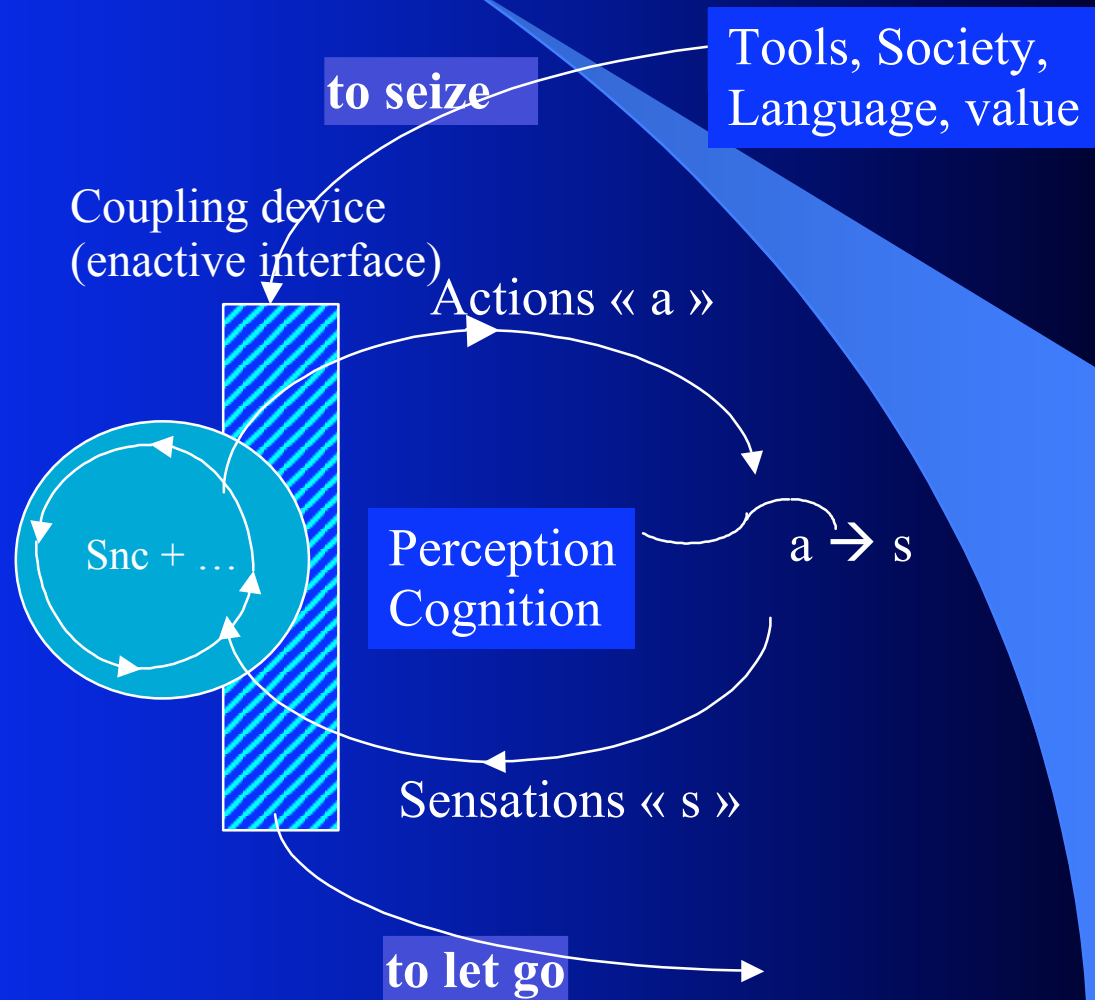 Tools, Society,
Language, value
to seize
Coupling device
(enactive interface)
Actions « a »
Snc + …
Perception
Cognition
a → s
Sensations « s »
to let go